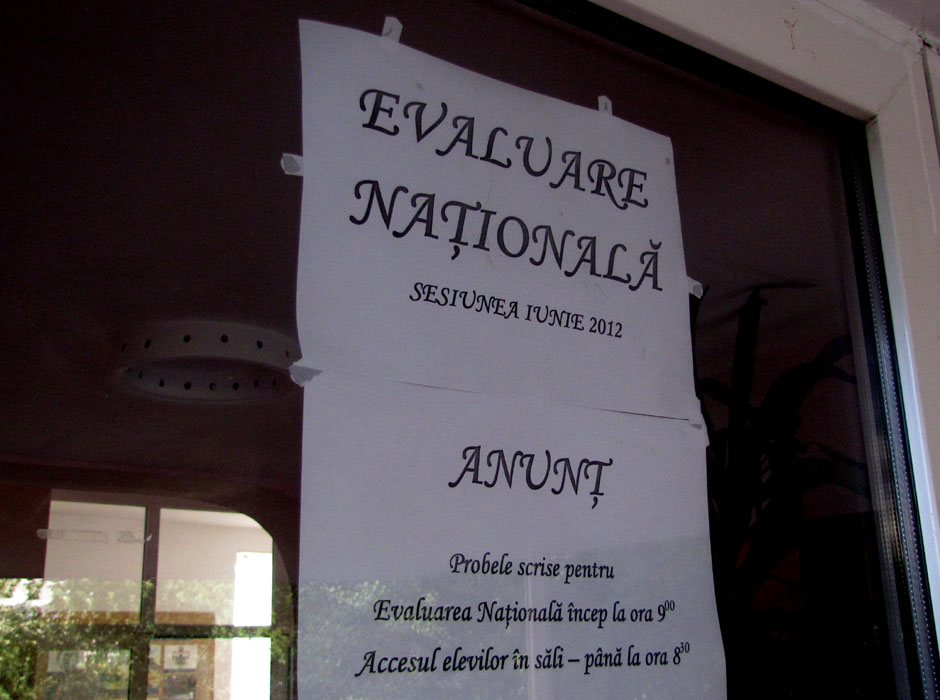 EVALUARE
NAȚIONALĂ
SESIUNEA IUNIE 2012
ANUNȚ
Probele scrise pentru
Evaluarea Națională încep la ora 9⁰⁰
Accesul elevilor în săli – până la ora 8³⁰